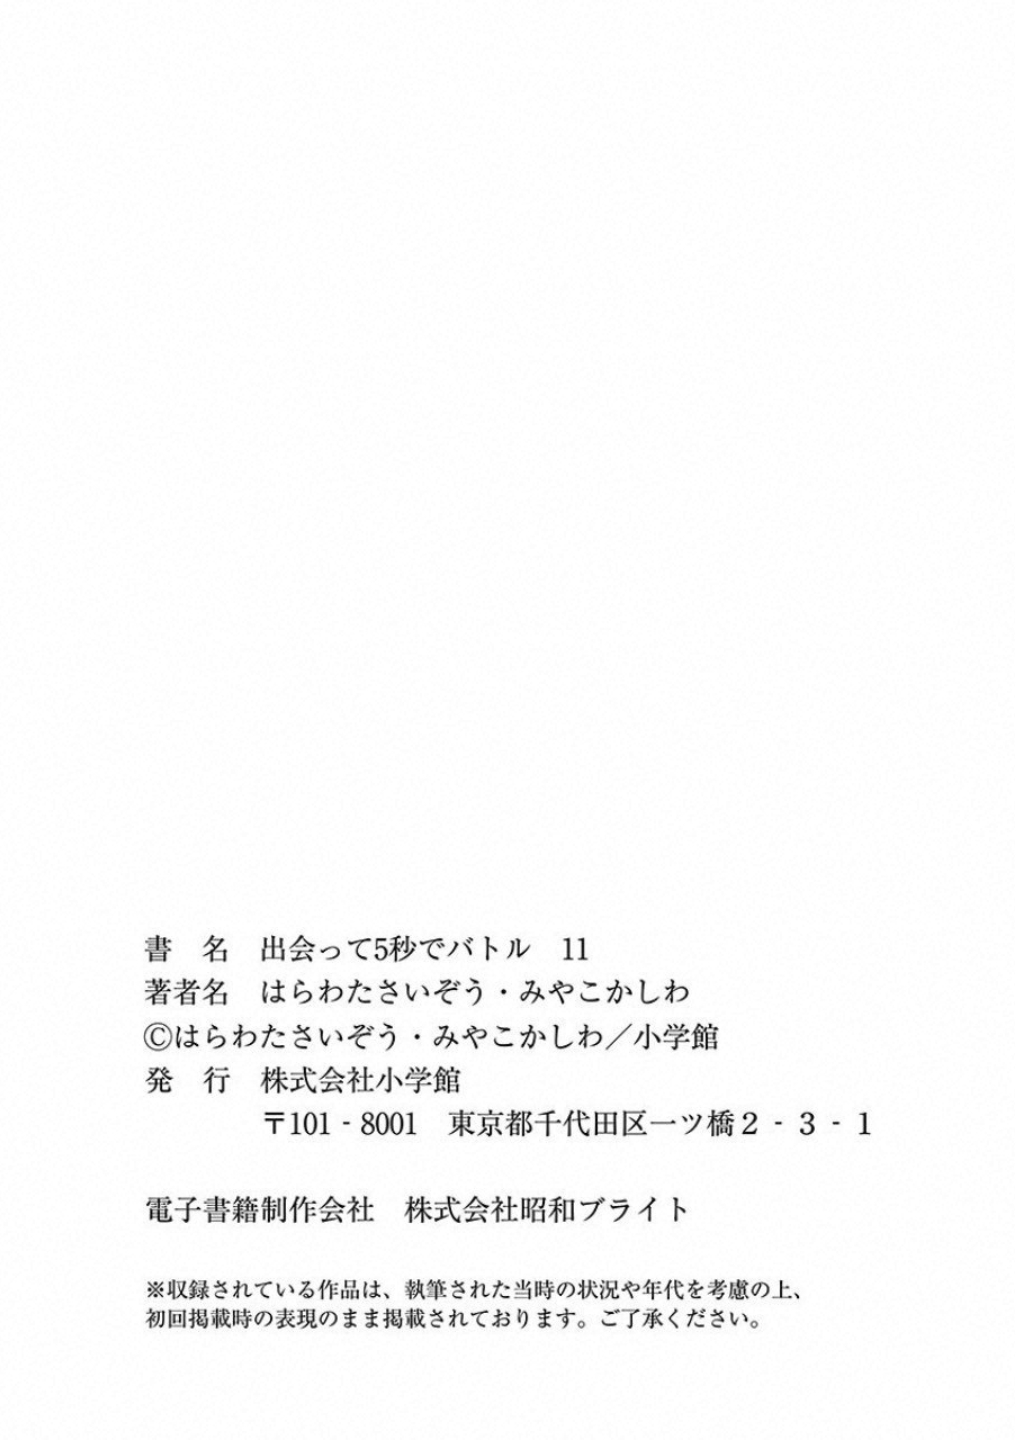 書　名　出会って5秒でバトル　11
著者名　はらわたさいぞう・みやこかしわ
Ⓒはらわたさいぞう・みやこかしわ／小学館
発　行　株式会社小学館
〒101 - 8001　東京都千代田区一ツ橋２ - ３ - １
電子書籍制作会社　株式会社昭和ブライト
※収録されている作品は、執筆された当時の状況や年代を考慮の上、
初回掲載時の表現のまま掲載されております。ご了承ください。